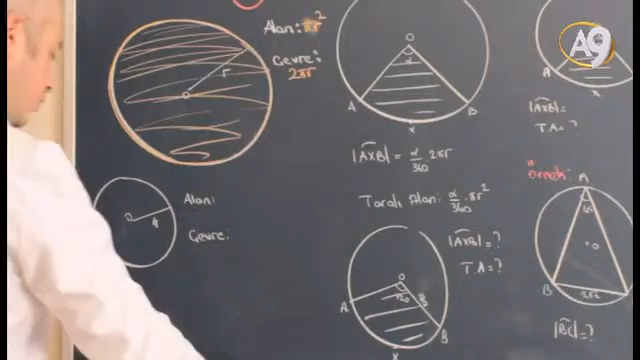 A9
Alan: πr²
Çevre:
2πr
r
O
4
Alan:
Çevre:
O
α
A
B
x
|AXB| = α/360 . 2πr
Taralı Alan: α/360 . πr²
O
120
A
B
x
|AXB| = ?
T.A = ?
A
x
|AXB| =
T.A = ?
Örnek:
A
O
B
|BC| = ?